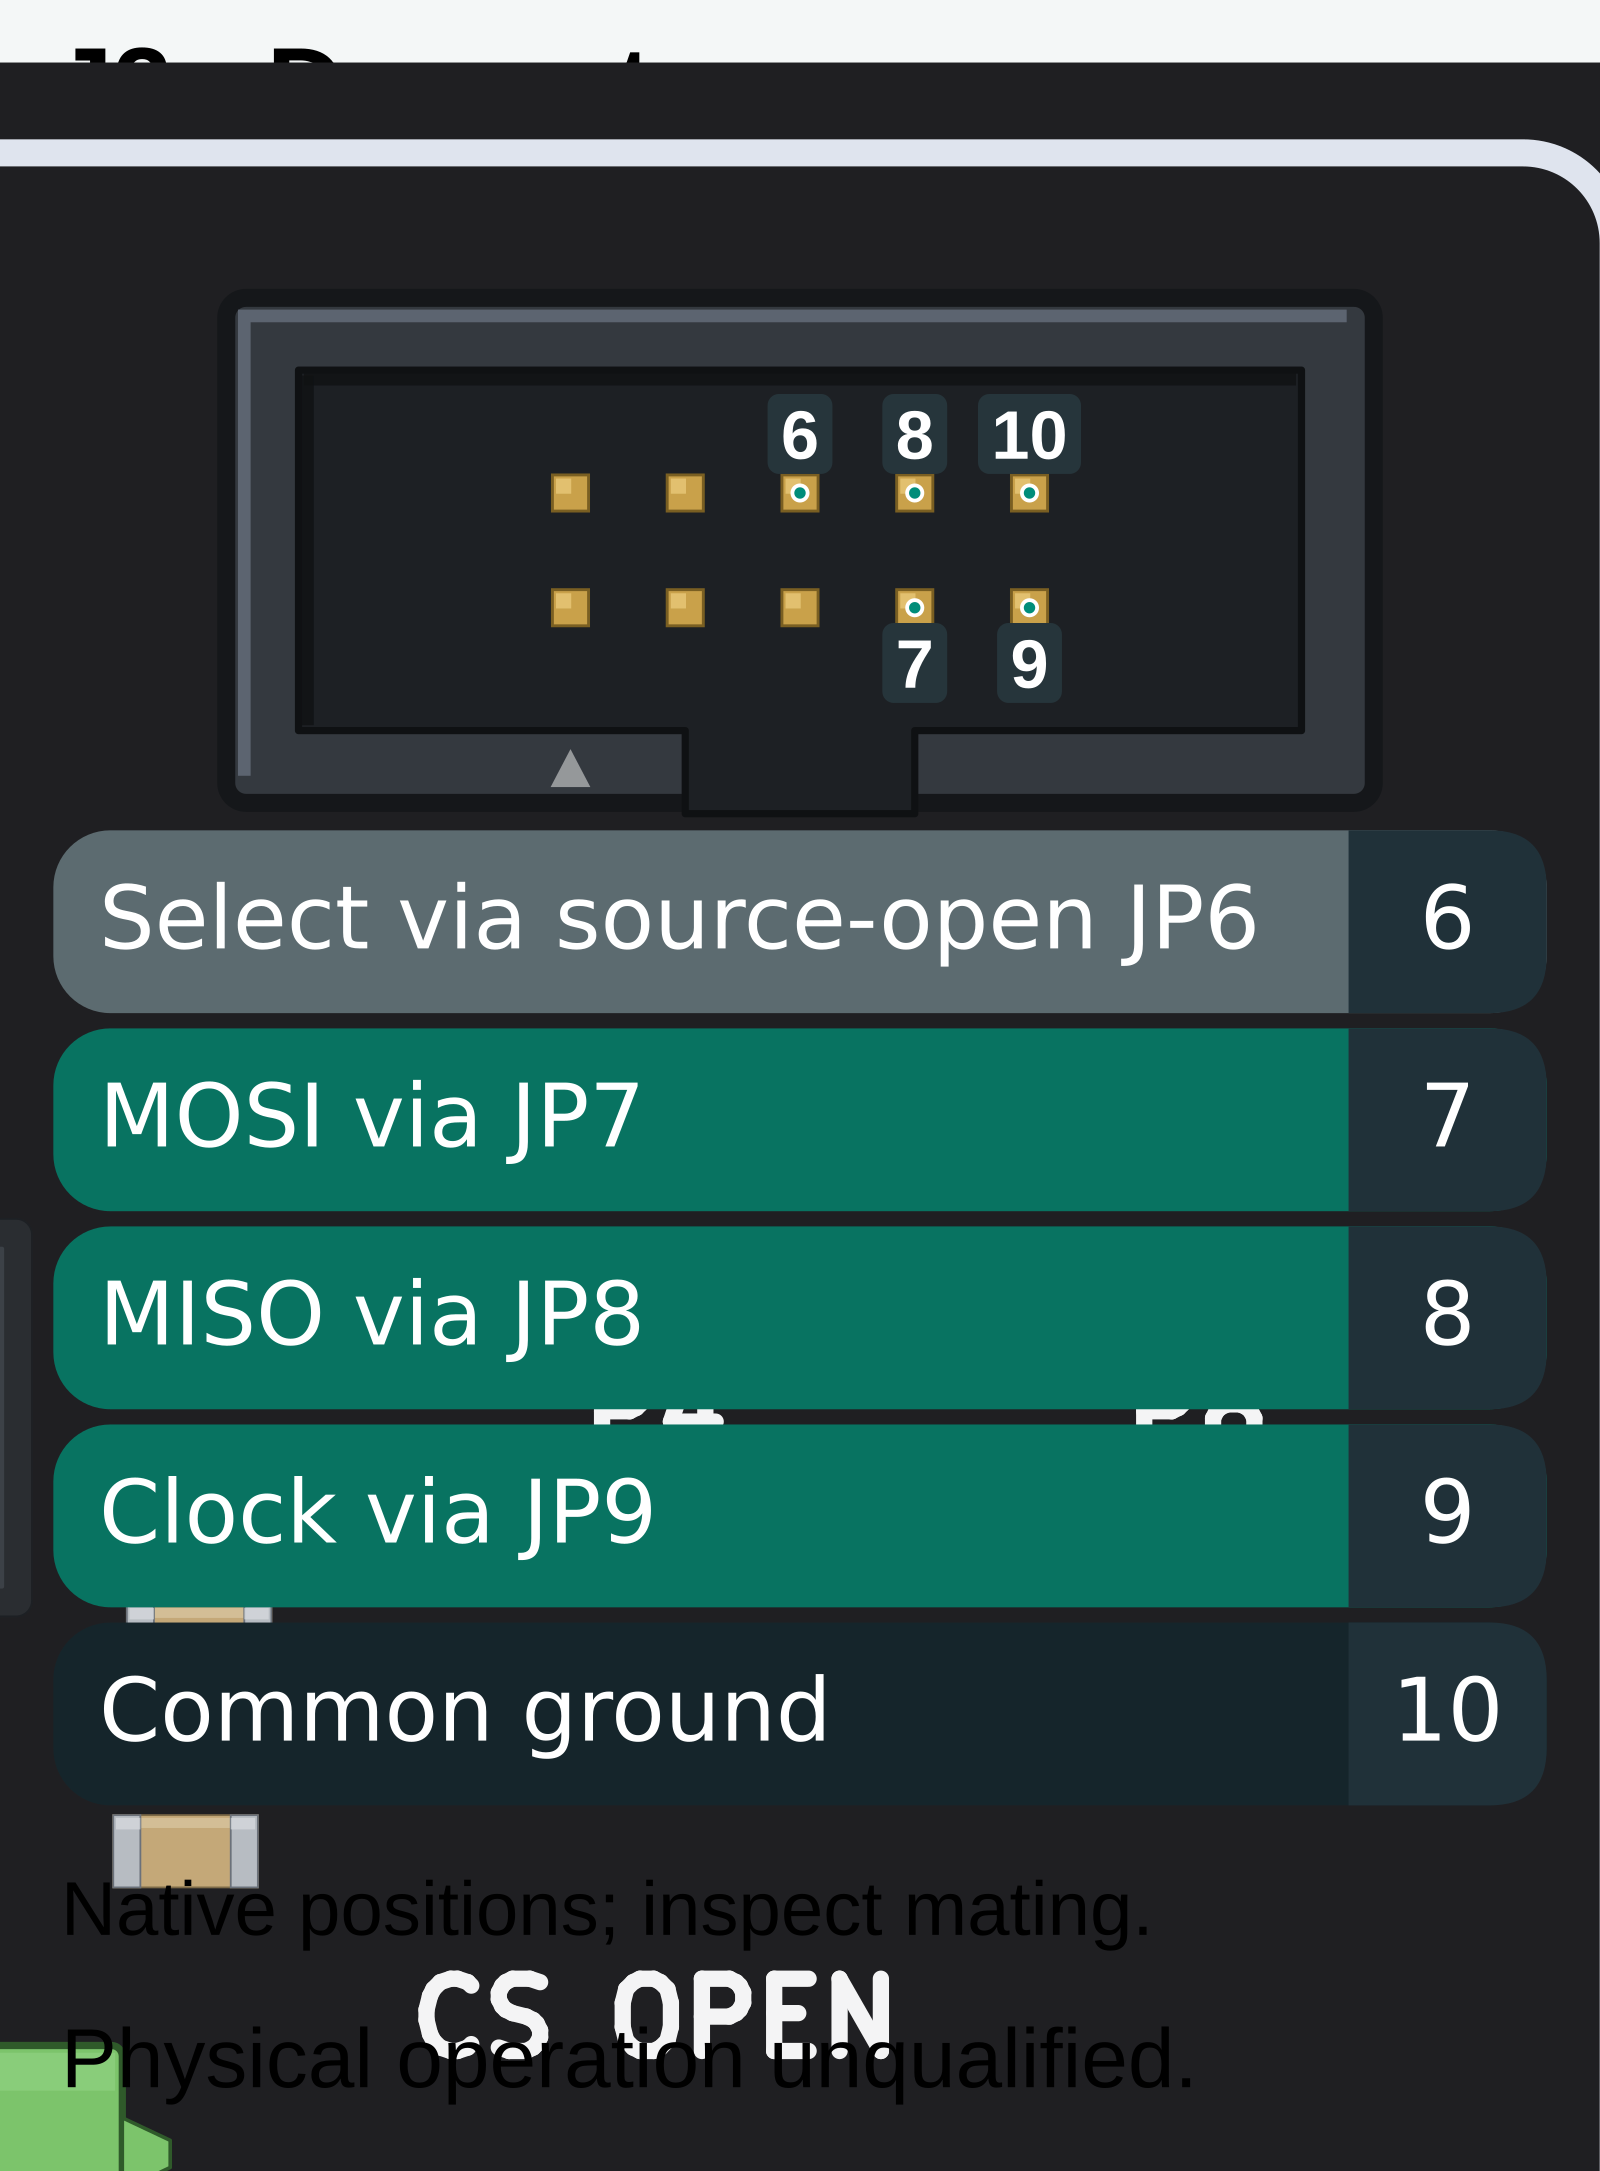 6 8 10
7 9
Select via source-open JP6 6
MOSI via JP7 7
MISO via JP8 8
Clock via JP9 9
Common ground 10
Native positions; inspect mating.
CS OPEN
Physical operation unqualified.